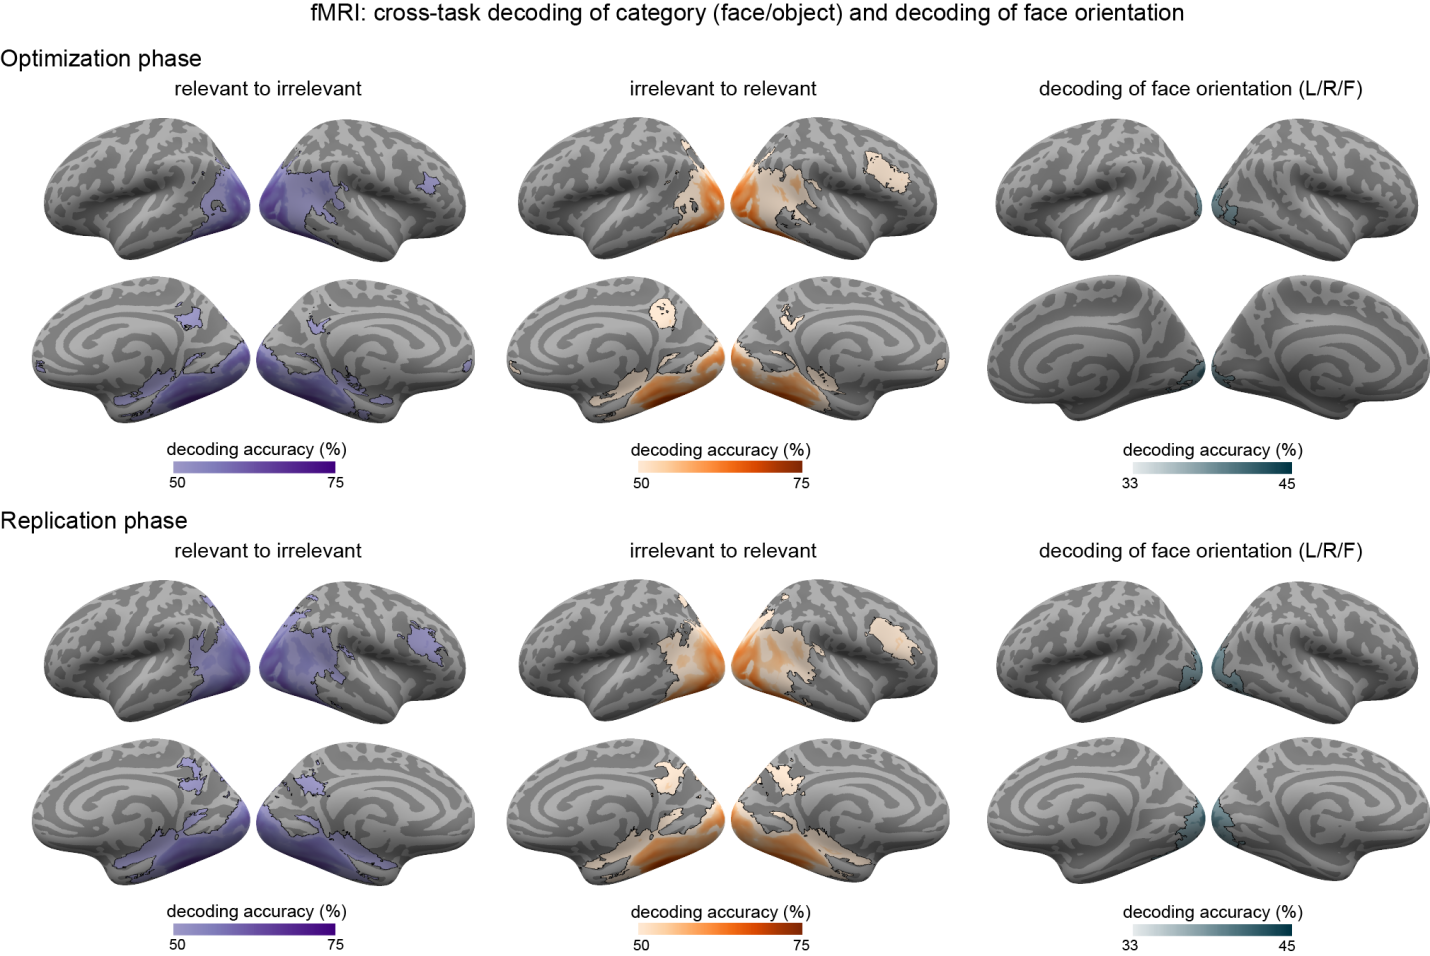 fMRI: cross-task decoding of category (face/object) and decoding of face orientation
Optimization phase
relevant to irrelevant
irrelevant to relevant
decoding of face orientation (L/R/F)
decoding accuracy (%)
50 75
decoding accuracy (%)
50 75
decoding accuracy (%)
33 45
Replication phase
relevant to irrelevant
irrelevant to relevant
decoding of face orientation (L/R/F)
decoding accuracy (%)
50 75
decoding accuracy (%)
50 75
decoding accuracy (%)
33 45